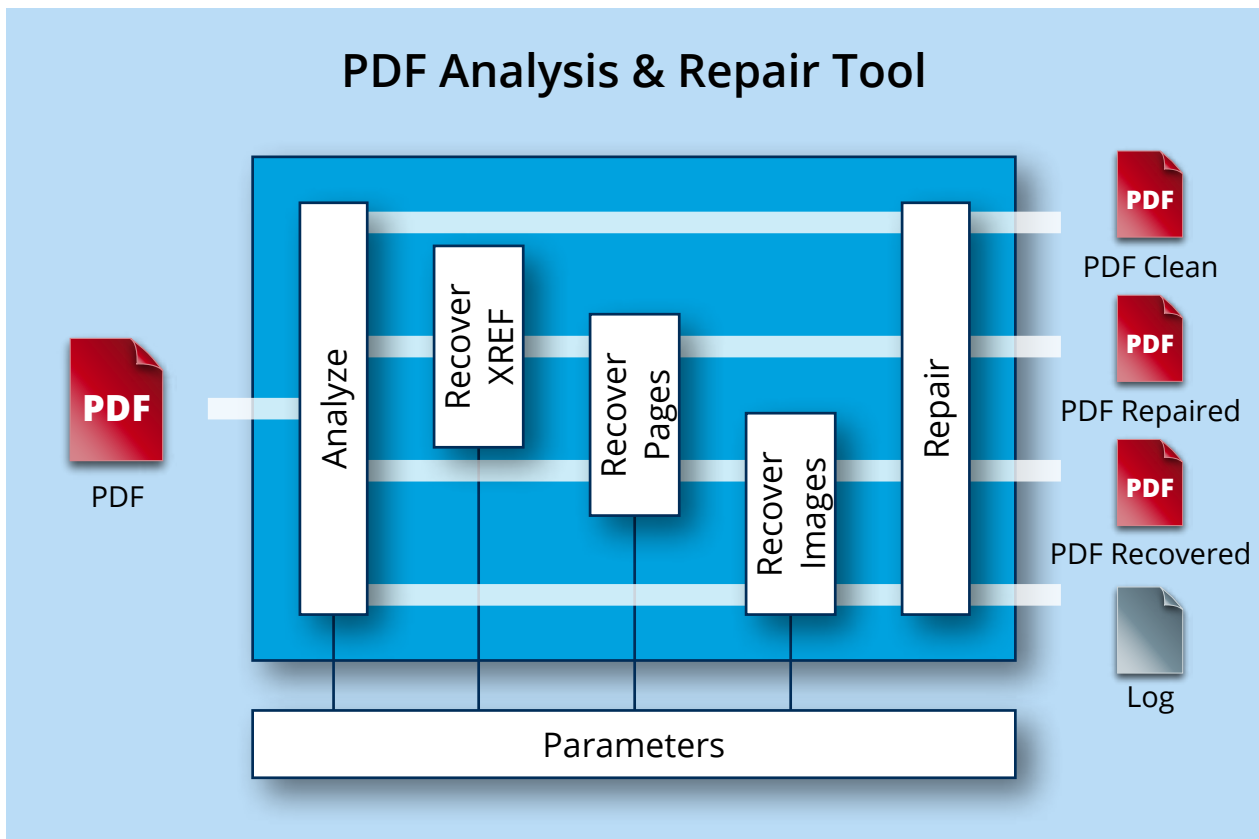 PDF Analysis & Repair Tool
PDF
PDF
Analyze
Recover
XREF
Recover
Pages
Recover
Images
Repair
PDF
PDF Clean
PDF
PDF Repaired
PDF
PDF Recovered
Log
Parameters